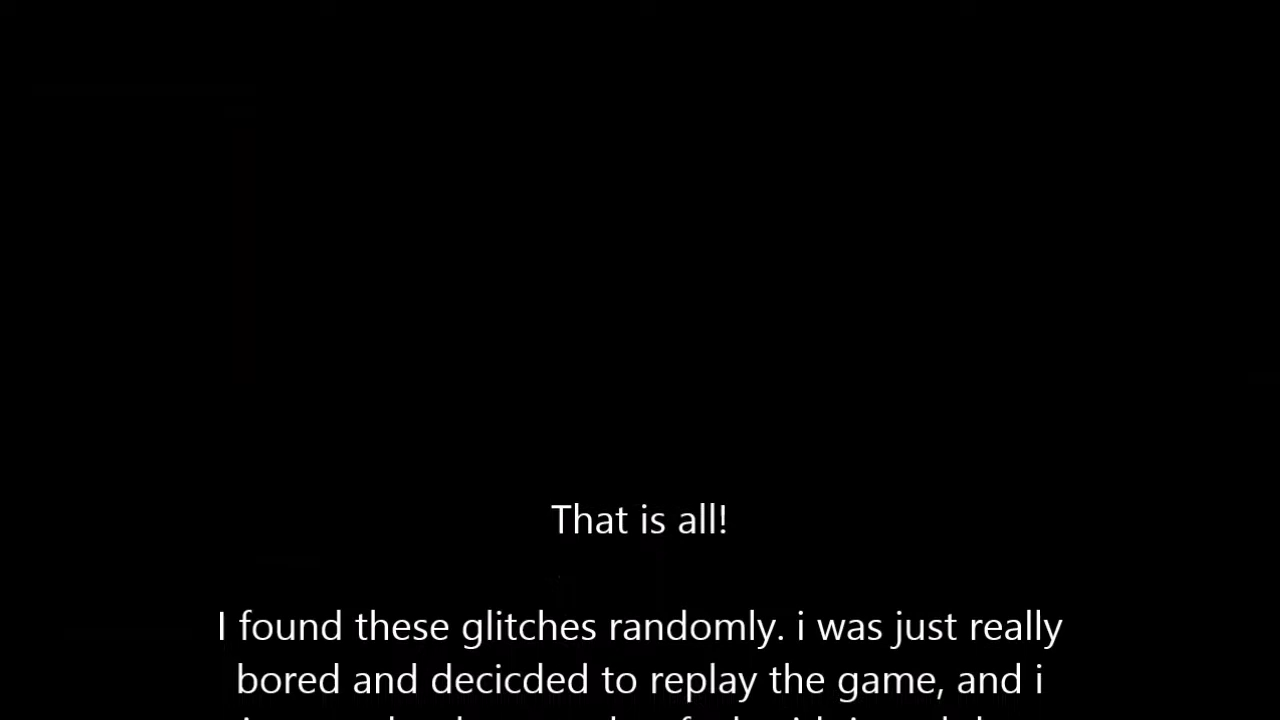 That is all!
I found these glitches randomly. i was just really
bored and decicded to replay the game, and i